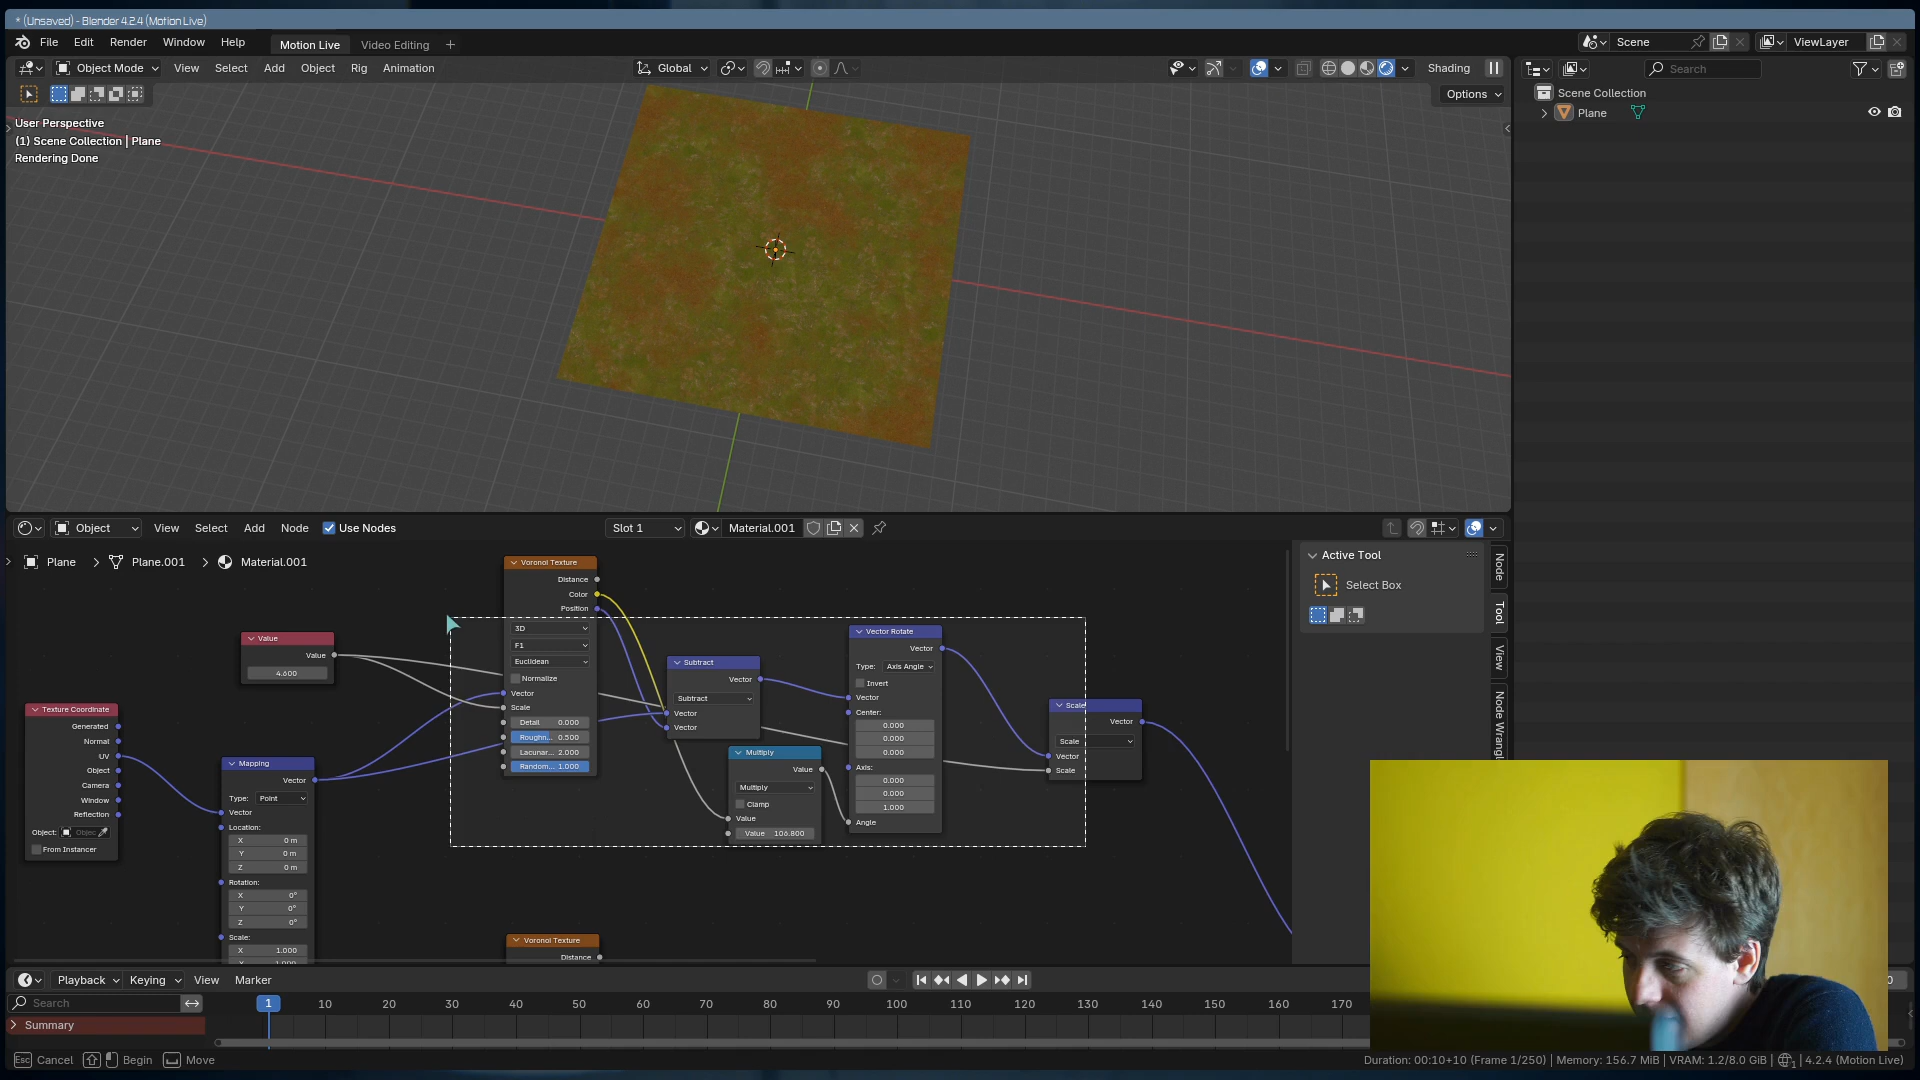 * (Unsaved) - Blender 4.2.4 (Motion Live)
File Edit Render Window Help Motion Live Video Editing + Scene ViewLayer
Object Mode View Select Add Object Rig Animation Global Shading Search
Options
Scene Collection
Plane
User Perspective
(1) Scene Collection | Plane
Rendering Done
Object View Select Add Node Use Nodes Slot 1 Material.001
Plane > Plane.001 > Material.001
Active Tool
Select Box
Node
Tool
View
Node Wrangl
Value
Value
4.600
Texture Coordinate
Generated
Normal
UV
Object
Camera
Window
Reflection
Object: Objec
From Instancer
Mapping
Vector
Type: Point
Vector
Location:
X 0 m
Y 0 m
Z 0 m
Rotation:
X 0°
Y 0°
Z 0°
Scale:
X 1.000
Voronoi Texture
Distance
Color
Position
3D
F1
Euclidean
Normalize
Vector
Scale
Detail 0.000
Roughn... 0.500
Lacunar... 2.000
Random... 1.000
Voronoi Texture
Distance
Subtract
Vector
Subtract
Vector
Vector
Multiply
Value
Multiply
Clamp
Value
Value 106.800
Vector Rotate
Vector
Type: Axis Angle
Invert
Vector
Center:
0.000
0.000
0.000
Axis:
0.000
0.000
1.000
Angle
Scale
Vector
Scale
Vector
Scale
Playback Keying View Marker
Search 1 10 20 30 40 50 60 70 80 90 100 110 120 130 140 150 160 170
Summary
Esc Cancel Begin Move Duration: 00:10+10 (Frame 1/250) | Memory: 156.7 MiB | VRAM: 1.2/8.0 GiB | 4.2.4 (Motion Live)